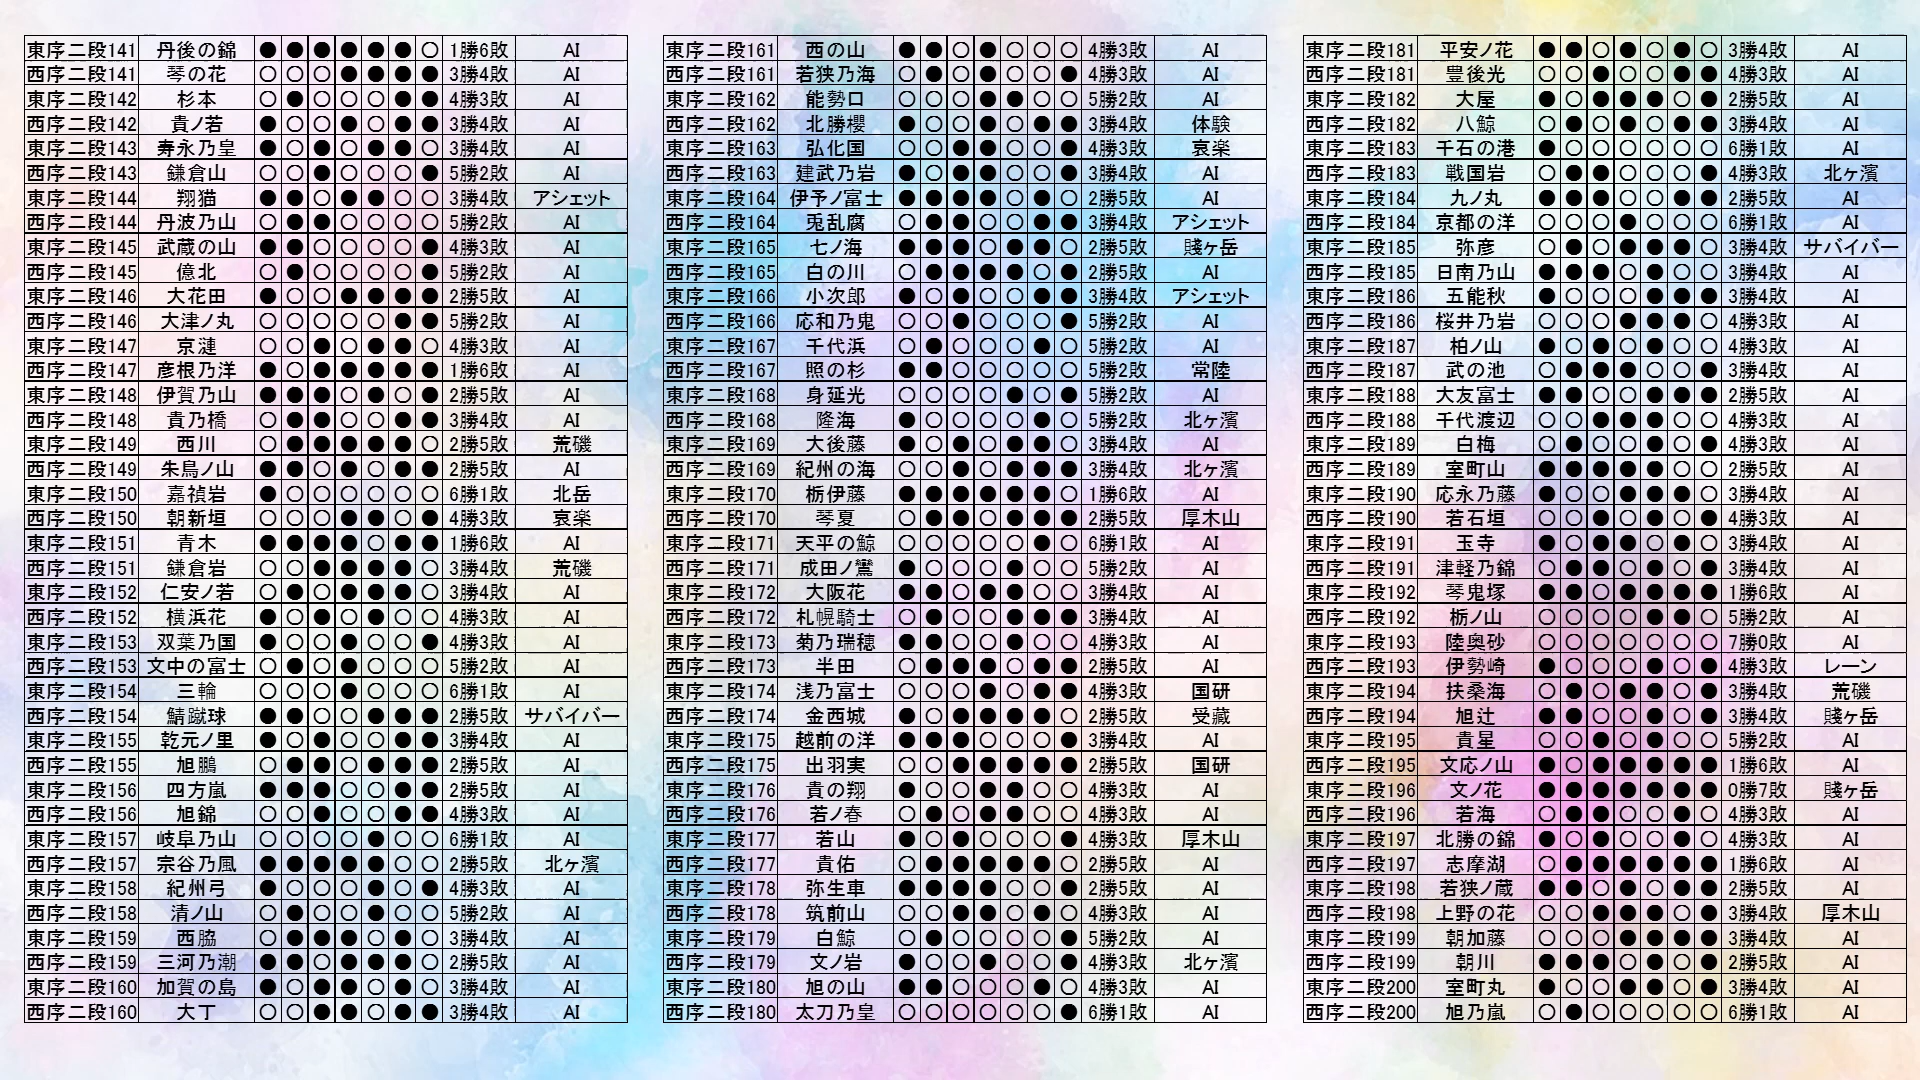 東序二段141 丹後の錦 ●●●●●●○ 1勝6敗 AI
西序二段141 琴の花 ○○○●●●● 3勝4敗 AI
東序二段142 杉本 ○●○○○●● 4勝3敗 AI
西序二段142 貴ノ若 ●○○●○●● 3勝4敗 AI
東序二段143 寿永乃皇 ●○●○●●○ 3勝4敗 AI
西序二段143 鎌倉山 ○○●○○○● 5勝2敗 AI
東序二段144 翔猫 ●●○●●○○ 3勝4敗 アシェット
西序二段144 丹波乃山 ○●●○○○○ 5勝2敗 AI
東序二段145 武蔵の山 ●●○○○○● 4勝3敗 AI
西序二段145 億北 ○●○○○○● 5勝2敗 AI
東序二段146 大花田 ●○○●●●● 2勝5敗 AI
西序二段146 大津ノ丸 ○○○○○●● 5勝2敗 AI
東序二段147 京漣 ○○●○●●○ 4勝3敗 AI
西序二段147 彦根乃洋 ●○●●●●● 1勝6敗 AI
東序二段148 伊賀乃山 ●●●○●○● 2勝5敗 AI
西序二段148 貴乃橋 ○●●○○●● 3勝4敗 AI
東序二段149 西川 ○●●●●●○ 2勝5敗 荒磯
西序二段149 朱鳥ノ山 ●●○●○●● 2勝5敗 AI
東序二段150 嘉禎岩 ●○○○○○○ 6勝1敗 北岳
西序二段150 朝新垣 ○○○●●○● 4勝3敗 哀楽
東序二段151 青木 ●●●●○●● 1勝6敗 AI
西序二段151 鎌倉岩 ○○●●●●○ 3勝4敗 荒磯
東序二段152 仁安ノ若 ○●○●●●○ 3勝4敗 AI
西序二段152 横浜花 ●○●○●○○ 4勝3敗 AI
東序二段153 双葉乃国 ●○○●○○● 4勝3敗 AI
西序二段153 文中の富士 ○●○●○○○ 5勝2敗 AI
東序二段154 三輪 ○○○●○○○ 6勝1敗 AI
西序二段154 鯖蹴球 ●●○○●●● 2勝5敗 サバイバー
東序二段155 乾元ノ里 ●○●○○●● 3勝4敗 AI
西序二段155 旭鵬 ○●●○●●● 2勝5敗 AI
東序二段156 四方嵐 ●●●○○●● 2勝5敗 AI
西序二段156 旭錦 ○○●○○●● 4勝3敗 AI
東序二段157 岐阜乃山 ○○○○●○○ 6勝1敗 AI
西序二段157 宗谷乃風 ●●●●●○○ 2勝5敗 北ヶ濱
東序二段158 紀州弓 ●○○○●○● 4勝3敗 AI
西序二段158 清ノ山 ○●○○●○○ 5勝2敗 AI
東序二段159 西脇 ○●●●○●○ 3勝4敗 AI
西序二段159 三河乃潮 ●●○●●●○ 2勝5敗 AI
東序二段160 加賀の島 ●○●●○●○ 3勝4敗 AI
西序二段160 大丁 ○○●●○●● 3勝4敗 AI
東序二段161 西の山 ●●○●○○○ 4勝3敗 AI
西序二段161 若狭乃海 ○●○●○○● 4勝3敗 AI
東序二段162 能勢口 ○○○●●○○ 5勝2敗 AI
西序二段162 北勝櫻 ●○○●○●● 3勝4敗 体験
東序二段163 弘化国 ○○●●○○● 4勝3敗 哀楽
西序二段163 建武乃岩 ●○●●○○● 3勝4敗 AI
東序二段164 伊予ノ富士 ●●●●○●○ 2勝5敗 AI
西序二段164 兎乱腐 ○●●○○●● 3勝4敗 アシェット
東序二段165 七ノ海 ●●●○●●○ 2勝5敗 賤ヶ岳
西序二段165 白の川 ○●●●●○● 2勝5敗 AI
東序二段166 小次郎 ●○●○○●● 3勝4敗 アシェット
西序二段166 応和乃鬼 ○○●○○○● 5勝2敗 AI
東序二段167 千代浜 ○●○○○●○ 5勝2敗 AI
西序二段167 照の杉 ●●○○○○○ 5勝2敗 常陸
東序二段168 身延光 ○○○○●○● 5勝2敗 AI
西序二段168 隆海 ●○○○○●○ 5勝2敗 北ヶ濱
東序二段169 大後藤 ●○●○●●○ 3勝4敗 AI
西序二段169 紀州の海 ○○●○●●● 3勝4敗 北ヶ濱
東序二段170 栃伊藤 ●●●●●●○ 1勝6敗 AI
西序二段170 琴夏 ○●●○●●● 2勝5敗 厚木山
東序二段171 天平の鯨 ○○○○○●○ 6勝1敗 AI
西序二段171 成田ノ鸞 ●○○○●○○ 5勝2敗 AI
東序二段172 大阪花 ●●○●●○○ 3勝4敗 AI
西序二段172 札幌騎士 ○●○○●●● 3勝4敗 AI
東序二段173 菊乃瑞穂 ●●○○●○○ 4勝3敗 AI
西序二段173 半田 ○●●●○●● 2勝5敗 AI
東序二段174 浅乃富士 ○○○●○●● 4勝3敗 国研
西序二段174 金西城 ●○●●●●○ 2勝5敗 受蔵
東序二段175 越前の洋 ●●●○○○● 3勝4敗 AI
西序二段175 出羽実 ○○●●●●● 2勝5敗 国研
東序二段176 貴の翔 ●○○●●○○ 4勝3敗 AI
西序二段176 若ノ春 ○●○●●○○ 4勝3敗 AI
東序二段177 若山 ●○●○○○● 4勝3敗 厚木山
西序二段177 貴佑 ○●●●●●○ 2勝5敗 AI
東序二段178 弥生車 ●●●●○○● 2勝5敗 AI
西序二段178 筑前山 ○○●●○●○ 4勝3敗 AI
東序二段179 白鯨 ○●○○○○● 5勝2敗 AI
西序二段179 文ノ岩 ●○○●○○● 4勝3敗 北ヶ濱
東序二段180 旭の山 ●●○○○●○ 4勝3敗 AI
西序二段180 太刀乃皇 ○○○○○○● 6勝1敗 AI
東序二段181 平安ノ花 ●●○●○●○ 3勝4敗 AI
西序二段181 豊後光 ○○●○○●● 4勝3敗 AI
東序二段182 大屋 ●○●●●○● 2勝5敗 AI
西序二段182 八鯨 ○●○●○●● 3勝4敗 AI
東序二段183 千石の港 ●○○○○○○ 6勝1敗 AI
西序二段183 戦国岩 ○●●○○○● 4勝3敗 北ヶ濱
東序二段184 九ノ丸 ●●●○○●● 2勝5敗 AI
西序二段184 京都の洋 ○○○●○○○ 6勝1敗 AI
東序二段185 弥彦 ○●○●●●○ 3勝4敗 サバイバー
西序二段185 日南乃山 ●●●○●○○ 3勝4敗 AI
東序二段186 五能秋 ●○○○●●● 3勝4敗 AI
西序二段186 桜井乃岩 ○○○●●●○ 4勝3敗 AI
東序二段187 柏ノ山 ●○●○●○○ 4勝3敗 AI
西序二段187 武の池 ○●●●○○● 3勝4敗 AI
東序二段188 大友富士 ●●○○●●● 2勝5敗 AI
西序二段188 千代渡辺 ○○●●●○○ 4勝3敗 AI
東序二段189 白梅 ○●○○●○● 4勝3敗 AI
西序二段189 室町山 ●●●●●○○ 2勝5敗 AI
東序二段190 応永乃藤 ●○○●●●○ 3勝4敗 AI
西序二段190 若石垣 ○○●○●○● 4勝3敗 AI
東序二段191 玉寺 ●○●●○●○ 3勝4敗 AI
西序二段191 津軽乃錦 ○●●○●●○ 3勝4敗 AI
東序二段192 琴鬼塚 ●●○●●●● 1勝6敗 AI
西序二段192 栃ノ山 ○○○○●●○ 5勝2敗 AI
東序二段193 陸奥砂 ○○○○○○○ 7勝0敗 AI
西序二段193 伊勢崎 ●○○○●○● 4勝3敗 レーン
東序二段194 扶桑海 ○●○●●○● 3勝4敗 荒磯
西序二段194 旭辻 ●●○○●○● 3勝4敗 賤ヶ岳
東序二段195 貴星 ○○●○●○○ 5勝2敗 AI
西序二段195 文応ノ山 ●○●●●●● 1勝6敗 AI
東序二段196 文ノ花 ●●●●●●● 0勝7敗 賤ヶ岳
西序二段196 若海 ○●●○○●○ 4勝3敗 AI
東序二段197 北勝の錦 ●○●○○●○ 4勝3敗 AI
西序二段197 志摩湖 ○●●●●●● 1勝6敗 AI
東序二段198 若狭ノ蔵 ●●○●○●● 2勝5敗 AI
西序二段198 上野の花 ○○●●●○● 3勝4敗 厚木山
東序二段199 朝加藤 ○○○●●●● 3勝4敗 AI
西序二段199 朝川 ●●●○●○● 2勝5敗 AI
東序二段200 室町丸 ●○○●●○● 3勝4敗 AI
西序二段200 旭乃嵐 ○●○○○○○ 6勝1敗 AI